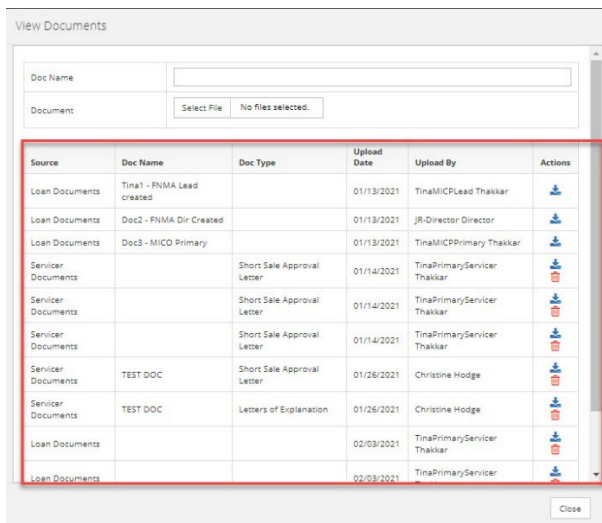 View Documents
Doc Name
Document Select File No files selected.
Source Doc Name Doc Type Upload Date Upload By Actions
Loan Documents Tina1 - FNMA Lead created 01/13/2021 TinaMICPLead Thakkar
Loan Documents Doc2 - FNMA Dir Created 01/13/2021 JR-Director Director
Loan Documents Doc3 - MICO Primary 01/13/2021 TinaMICPPrimary Thakkar
Servicer Documents Short Sale Approval Letter 01/14/2021 TinaPrimaryServicer Thakkar
Servicer Documents Short Sale Approval Letter 01/14/2021 TinaPrimaryServicer Thakkar
Servicer Documents Short Sale Approval Letter 01/14/2021 TinaPrimaryServicer Thakkar
Servicer Documents TEST DOC Short Sale Approval Letter 01/26/2021 Christine Hodge
Servicer Documents TEST DOC Letters of Explanation 01/26/2021 Christine Hodge
Loan Documents 02/03/2021 TinaPrimaryServicer Thakkar
Loan Documents 02/03/2021 TinaPrimaryServicer
Close